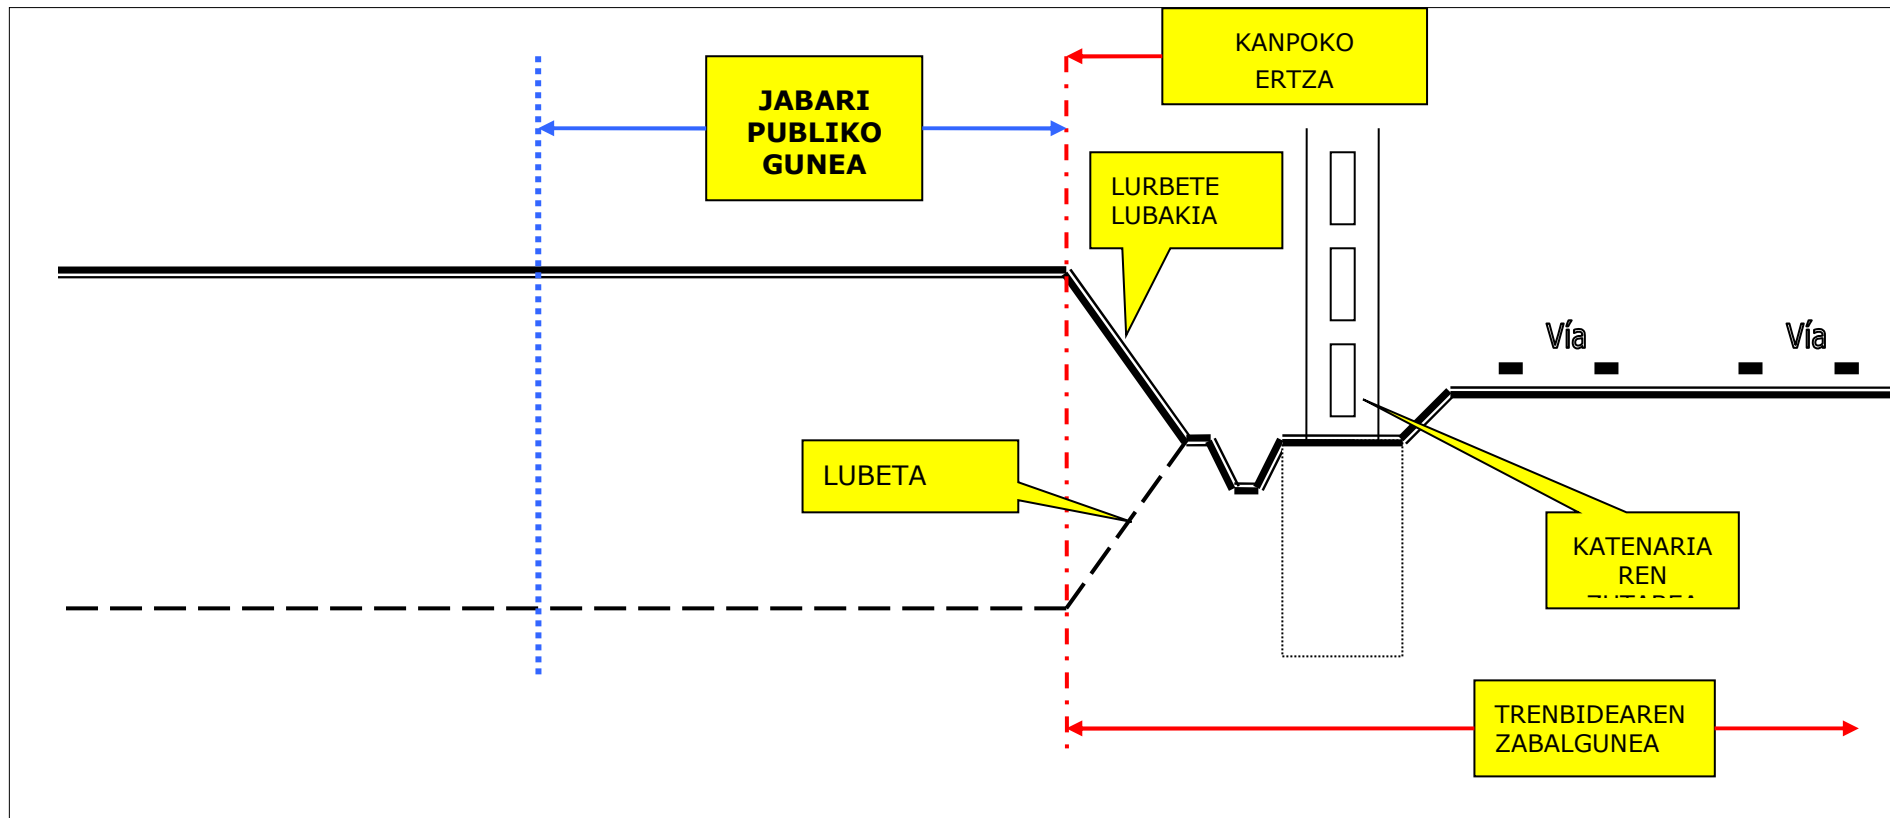 KANPOKO
ERTZA
JABARI
PUBLIKO
GUNEA
LURBETE
LUBAKIA
Vía
Vía
LUBETA
KATENARIA
REN
TRENBIDEAREN
ZABALGUNEA